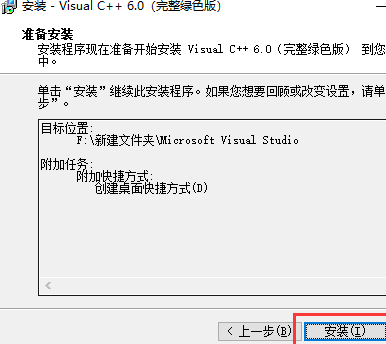 安装 - Visual C++ 6.0 (完整绿色版)
准备安装
安装程序现在准备开始安装 Visual C++ 6.0（完整绿色版） 到您
中。
单击“安装”继续此安装程序。如果您想要回顾或改变设置，请单
步”。
目标位置:
F:\新建文件夹\Microsoft Visual Studio
附加任务:
附加快捷方式:
创建桌面快捷方式(D)
< 上一步(B)
安装(I)